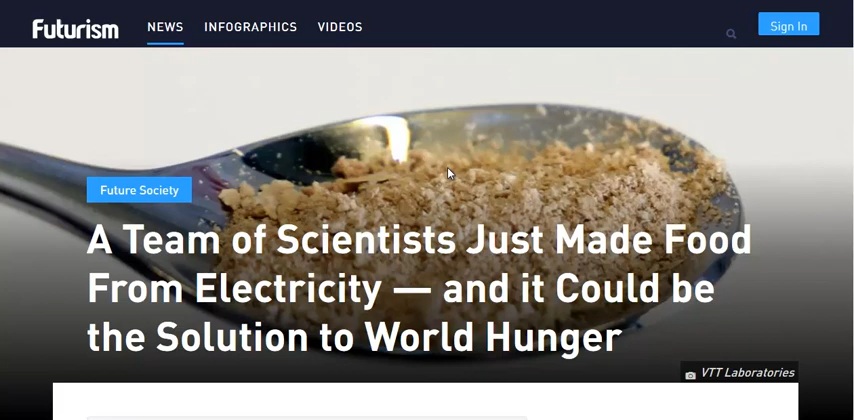 Futurism NEWS INFOGRAPHICS VIDEOS Sign In
Future Society
A Team of Scientists Just Made Food
From Electricity — and it Could be
the Solution to World Hunger
VTT Laboratories